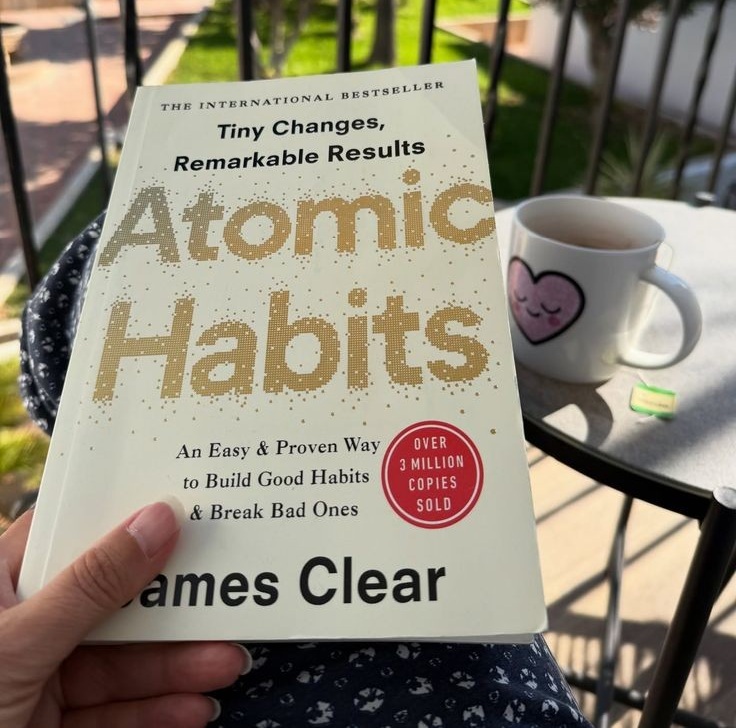 THE INTERNATIONAL BESTSELLER
Tiny Changes,
Remarkable Results
Atomic
Habits
An Easy & Proven Way
to Build Good Habits
& Break Bad Ones
OVER
3 MILLION
COPIES
SOLD
James Clear